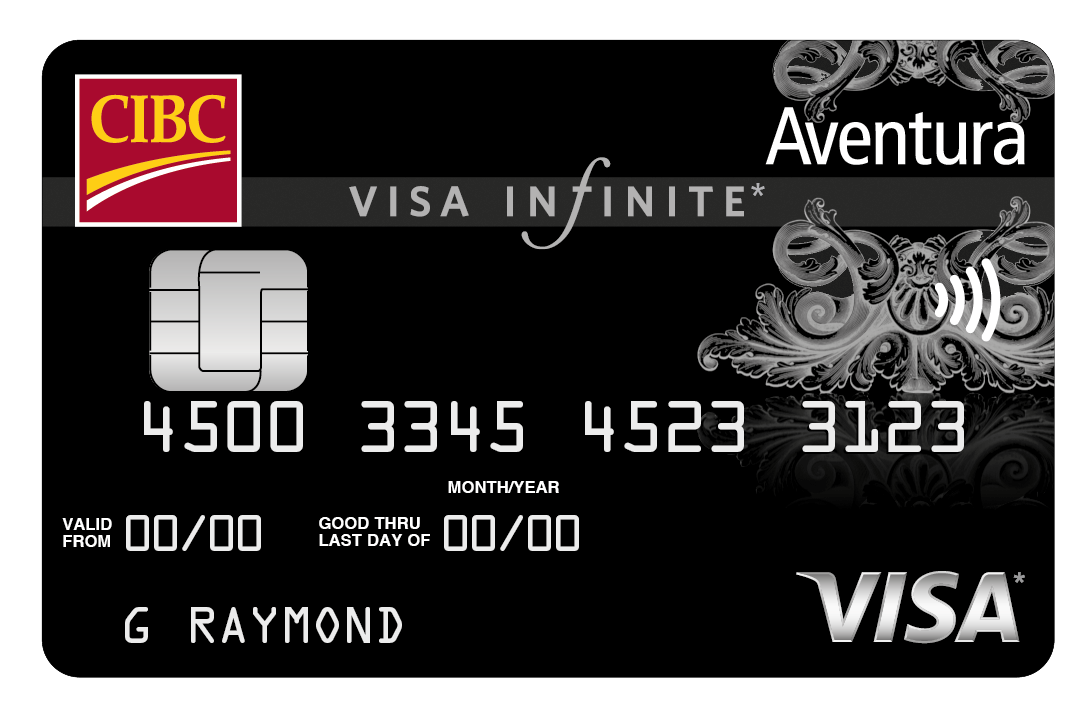 CIBC
Aventura
VISA INFINITE*
4500 3345 4523 3123
MONTH/YEAR
VALID FROM 00/00 GOOD THRU LAST DAY OF 00/00
G RAYMOND
VISA*